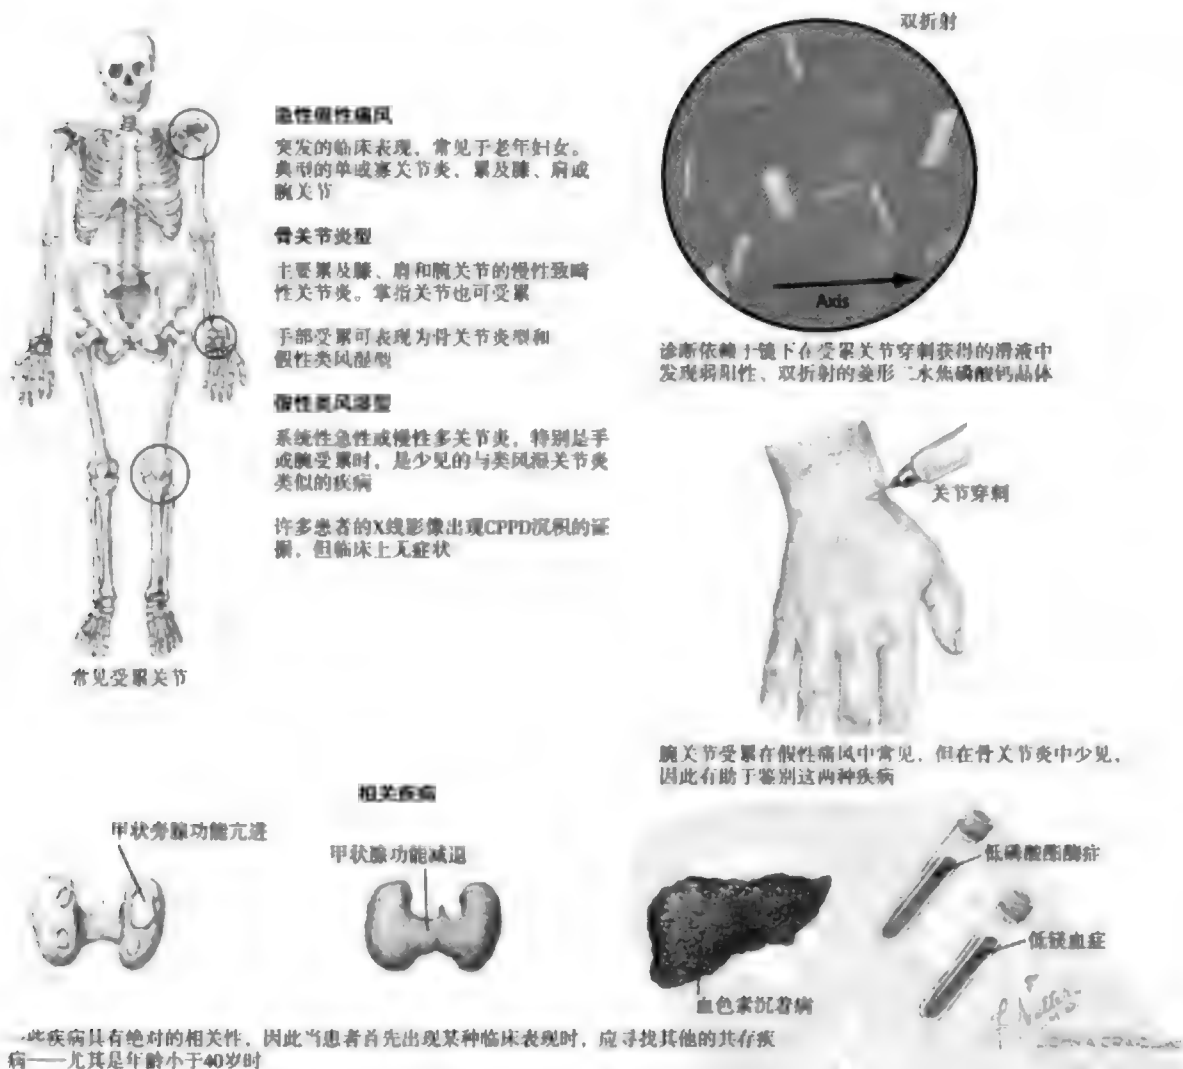 急性假性痛风
突发的临床表现，常见于老年妇女。
典型的单或寡关节炎，累及膝、肩或
腕关节
骨关节炎型
主要累及膝、肩和腕关节的慢性致畸
性关节炎。掌指关节也可受累
手部受累可表现为骨关节炎型和
假性类风湿型
假性类风湿型
系统性急性或慢性多关节炎，特别是手
或腕受累时，是少见的与类风湿关节炎
类似的疾病
许多患者的X线影像出现CPPD沉积的证
据，但临床上无症状
常见受累关节
双折射
Axis
诊断依赖于镜下在受累关节穿刺获得的滑液中
发现弱阳性、双折射的菱形二水焦磷酸钙晶体
关节穿刺
腕关节受累在假性痛风中常见，但在骨关节炎中少见，
因此有助于鉴别这两种疾病
相关疾病
甲状旁腺功能亢进
甲状腺功能减退
血色素沉着病
低磷酸酯酶症
低镁血症
一些疾病具有绝对的相关性，因此当患者首先出现某种临床表现时，应寻找其他的共存疾
病——尤其是年龄小于40岁时